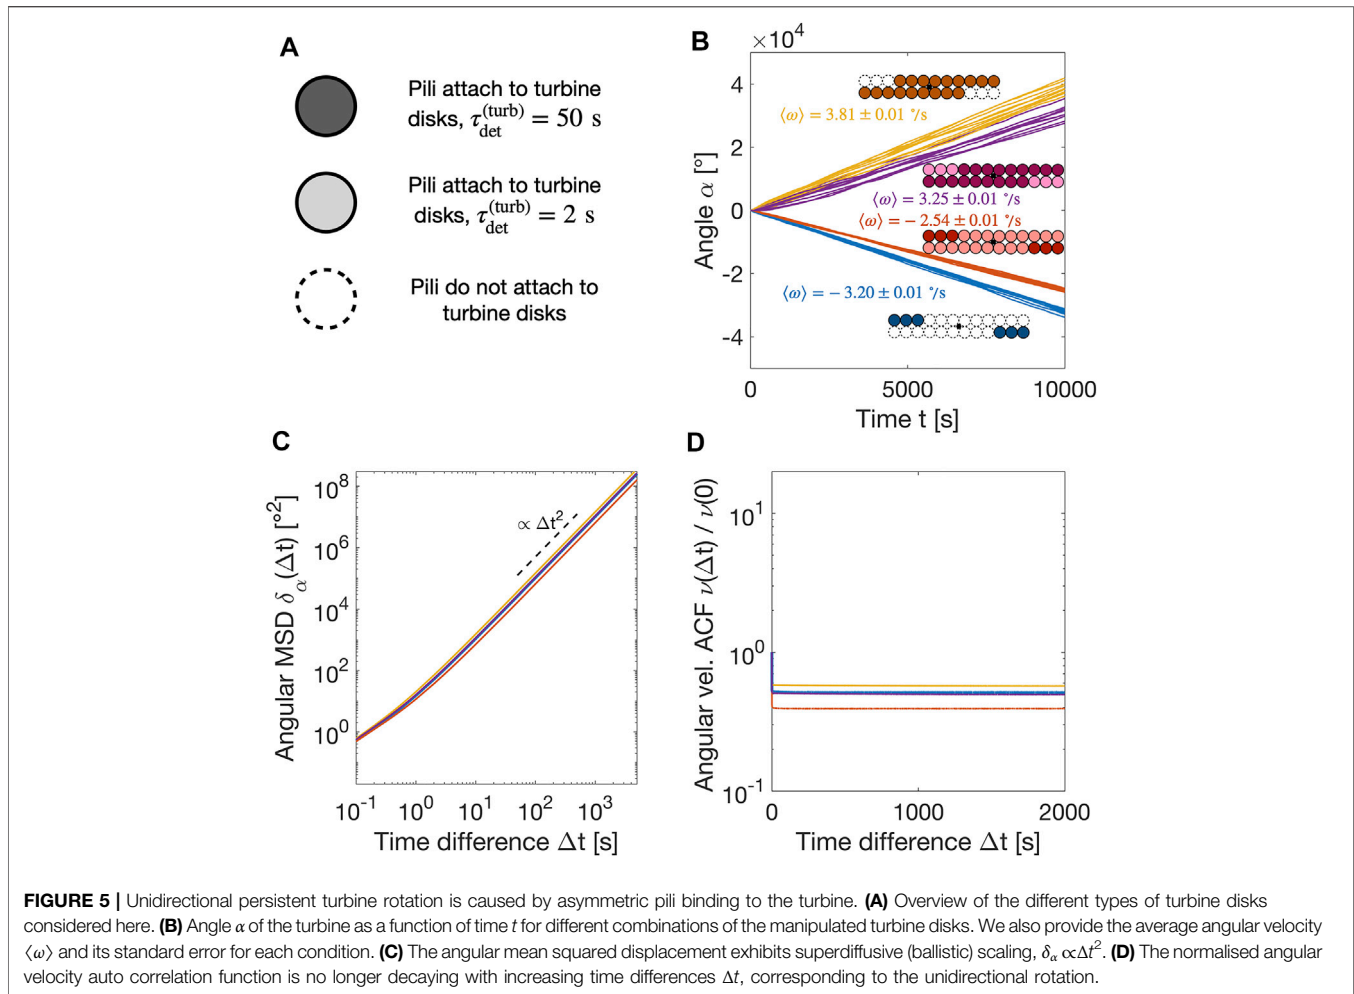 A
Pili attach to turbine
disks, τ_det^(turb) = 50 s
Pili attach to turbine
disks, τ_det^(turb) = 2 s
Pili do not attach to
turbine disks
B
×10^4
4
2
0
-2
-4
Angle α [°]
⟨ω⟩ = 3.81 ± 0.01 °/s
⟨ω⟩ = 3.25 ± 0.01 °/s
⟨ω⟩ = − 2.54 ± 0.01 °/s
⟨ω⟩ = − 3.20 ± 0.01 °/s
0
5000
10000
Time t [s]
C
Angular MSD δ_α(Δt) [°^2]
10^8
10^6
10^4
10^2
10^0
∝ Δt^2
10^-1
10^0
10^1
10^2
10^3
Time difference Δt [s]
D
Angular vel. ACF ν(Δt) / ν(0)
10^1
10^0
10^-1
0
1000
2000
Time difference Δt [s]
FIGURE 5 | Unidirectional persistent turbine rotation is caused by asymmetric pili binding to the turbine. (A) Overview of the different types of turbine disks
considered here. (B) Angle α of the turbine as a function of time t for different combinations of the manipulated turbine disks. We also provide the average angular velocity
⟨ω⟩ and its standard error for each condition. (C) The angular mean squared displacement exhibits superdiffusive (ballistic) scaling, δ_α ∝Δt^2. (D) The normalised angular
velocity auto correlation function is no longer decaying with increasing time differences Δt, corresponding to the unidirectional rotation.